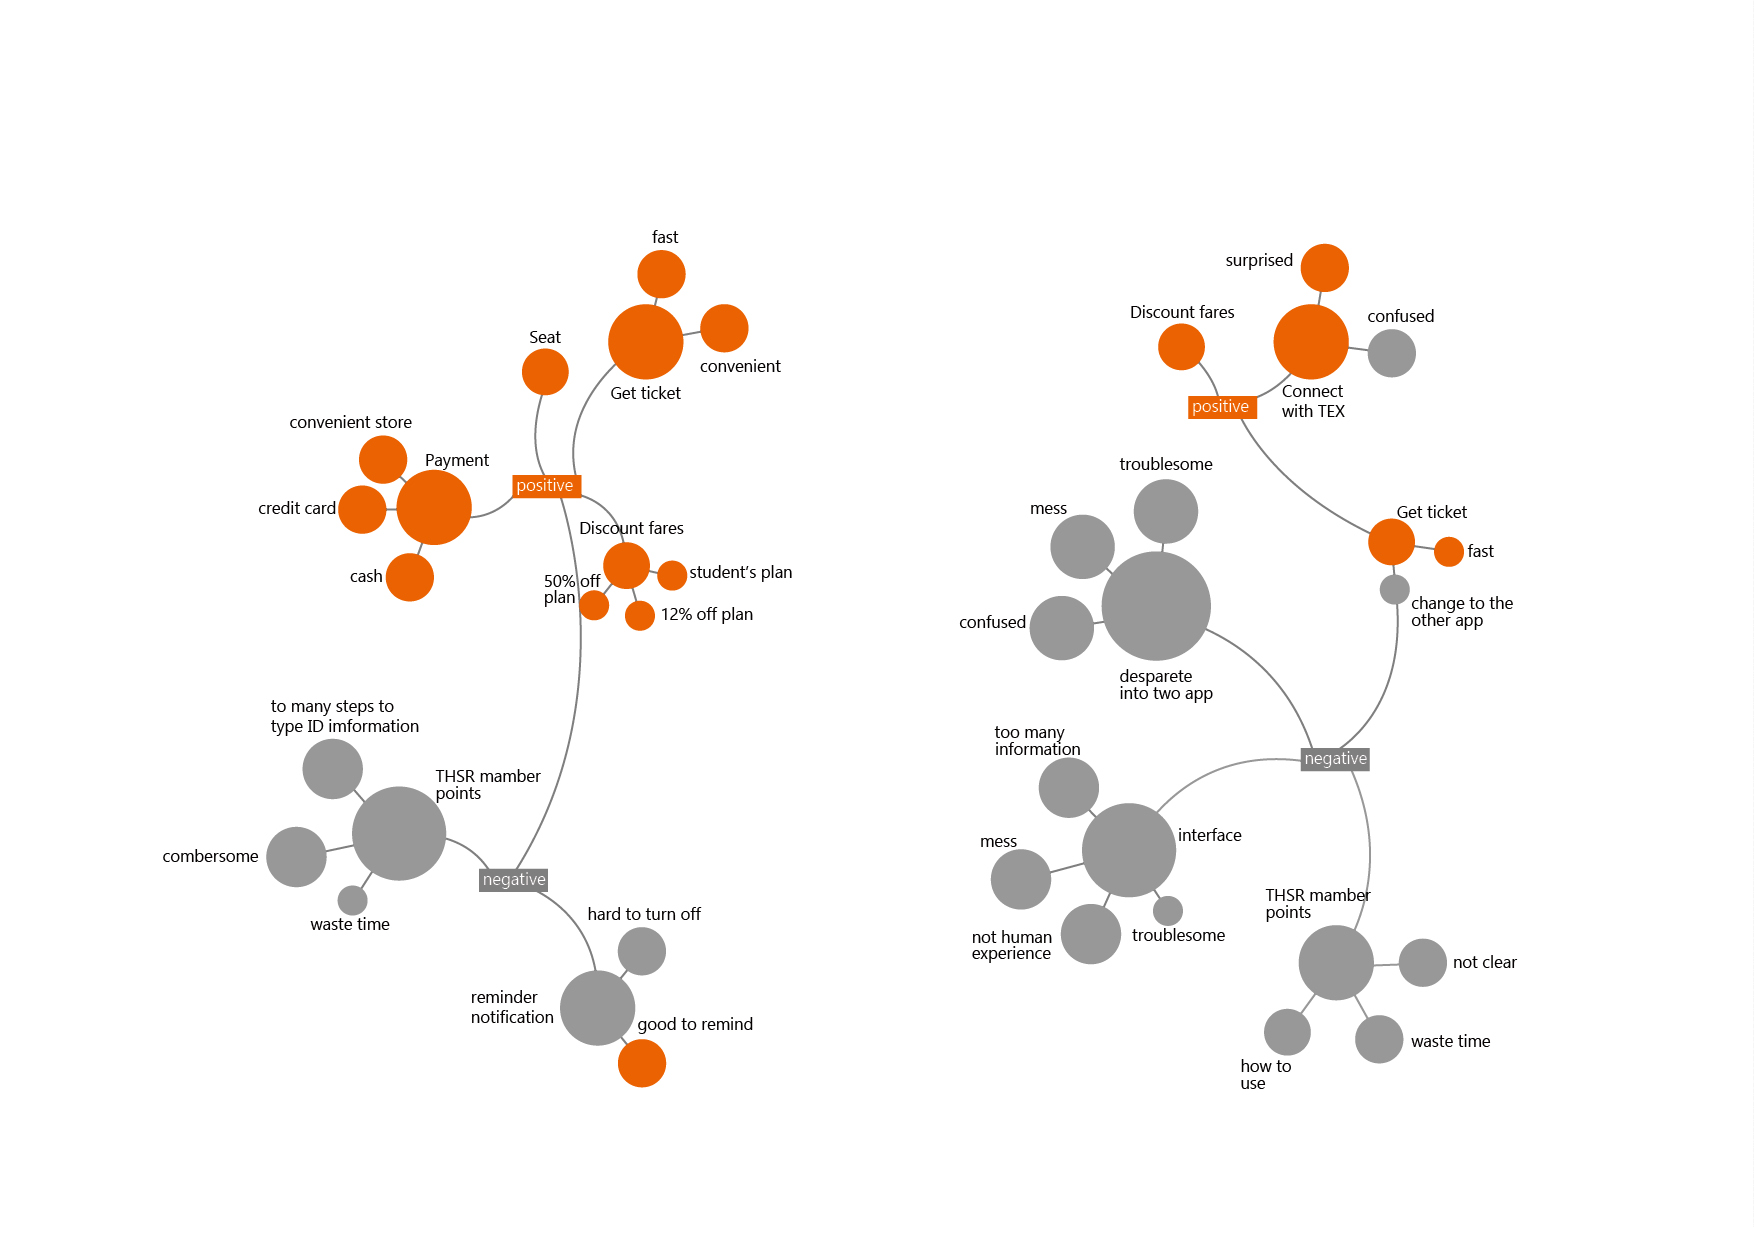 fast
Seat
convenient
Get ticket
convenient store
Payment
positive
credit card
Discount fares
cash
50% off
plan
student's plan
12% off plan
to many steps to
type ID imformation
THSR mamber
points
combersome
negative
waste time
hard to turn off
reminder
notification
good to remind
surprised
Discount fares
confused
Connect
with TEX
positive
troublesome
mess
Get ticket
fast
confused
change to the
other app
desparete
into two app
too many
information
negative
interface
mess
THSR mamber
points
not human
experience
troublesome
not clear
waste time
how to
use